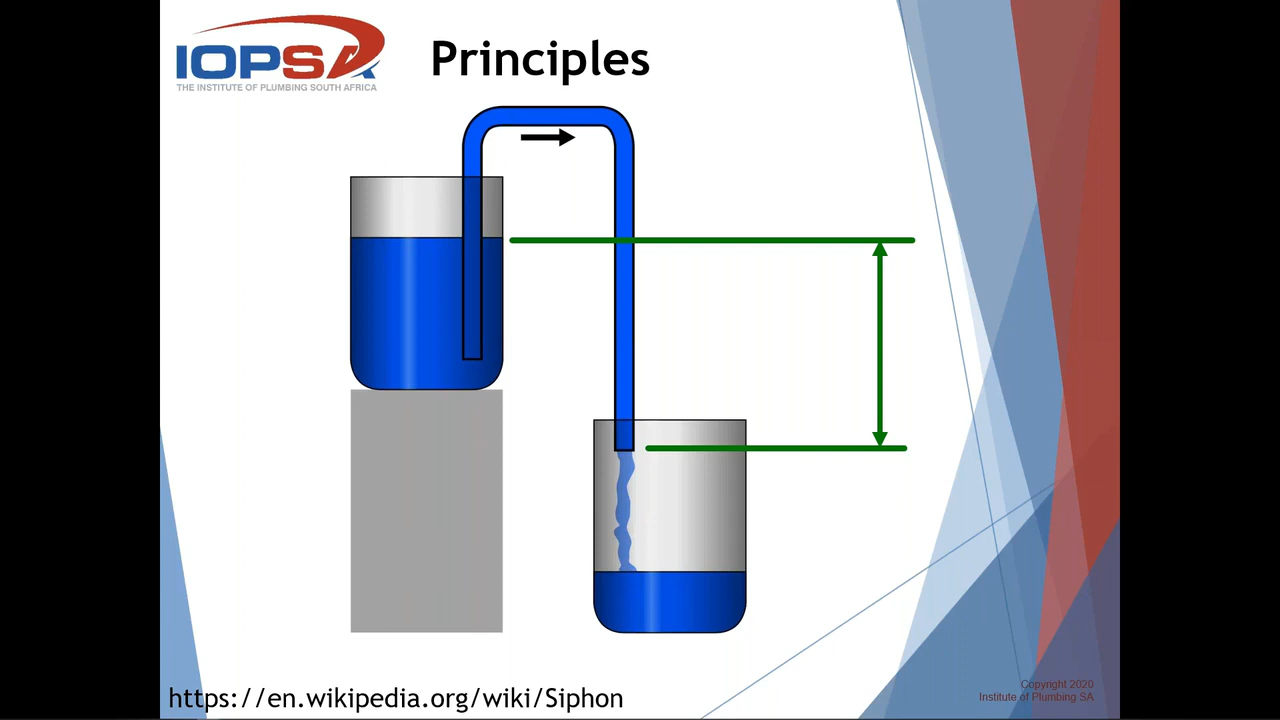 IOPSA
THE INSTITUTE OF PLUMBING SOUTH AFRICA
Principles
https://en.wikipedia.org/wiki/Siphon
Copyright 2020
Institute of Plumbing SA